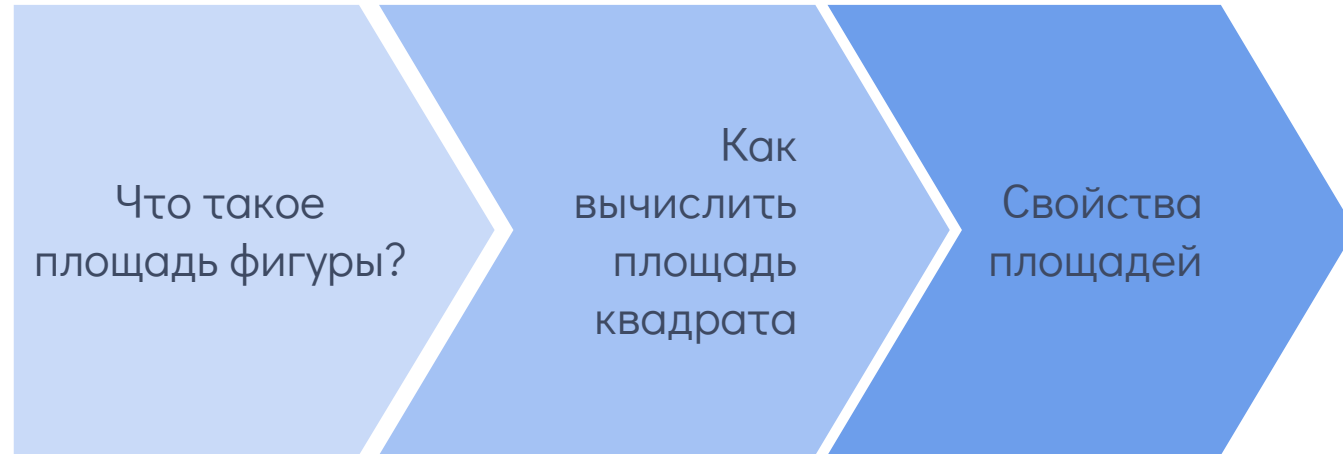 Что такое
площадь фигуры?
Как
вычислить
площадь
квадрата
Свойства
площадей